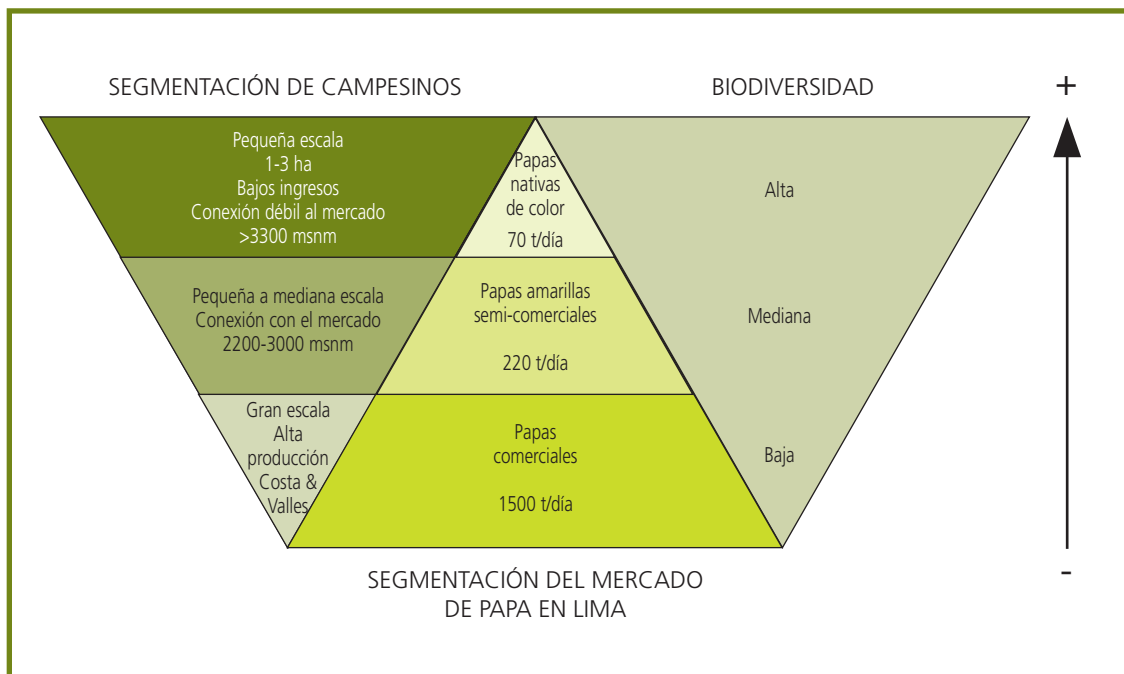 SEGMENTACIÓN DE CAMPESINOS
BIODIVERSIDAD
+
Pequeña escala
1-3 ha
Bajos ingresos
Conexión débil al mercado
>3300 msnm
Papas
nativas
de color
70 t/día
Alta
Pequeña a mediana escala
Conexión con el mercado
2200-3000 msnm
Papas amarillas
semi-comerciales
220 t/día
Mediana
Gran escala
Alta
producción
Costa &
Valles
Papas
comerciales
1500 t/día
Baja
-
SEGMENTACIÓN DEL MERCADO
DE PAPA EN LIMA